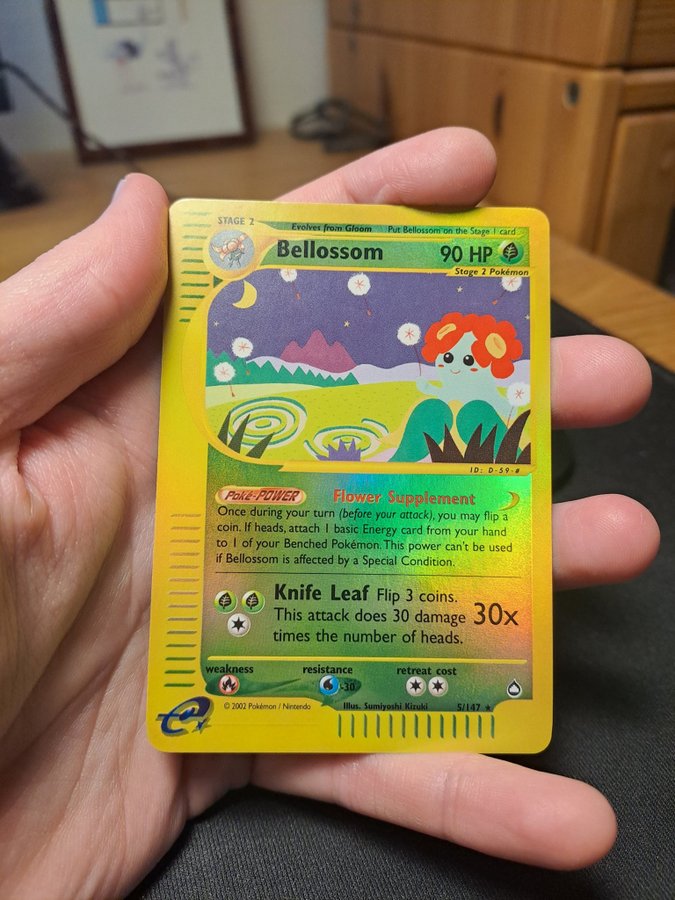 STAGE 2
Evolves from Gloom Put Bellossom on the Stage 1 card
Bellossom 90 HP
Stage 2 Pokémon
ID: D-59-#
Poké-POWER Flower Supplement
Once during your turn (before your attack), you may flip a
coin. If heads, attach 1 basic Energy card from your hand
to 1 of your Benched Pokémon. This power can't be used
if Bellossom is affected by a Special Condition.
Knife Leaf Flip 3 coins.
This attack does 30 damage 30x
times the number of heads.
weakness resistance retreat cost
-30
e
© 2002 Pokémon / Nintendo Illus. Sumiyoshi Kizuki 5/147 ★